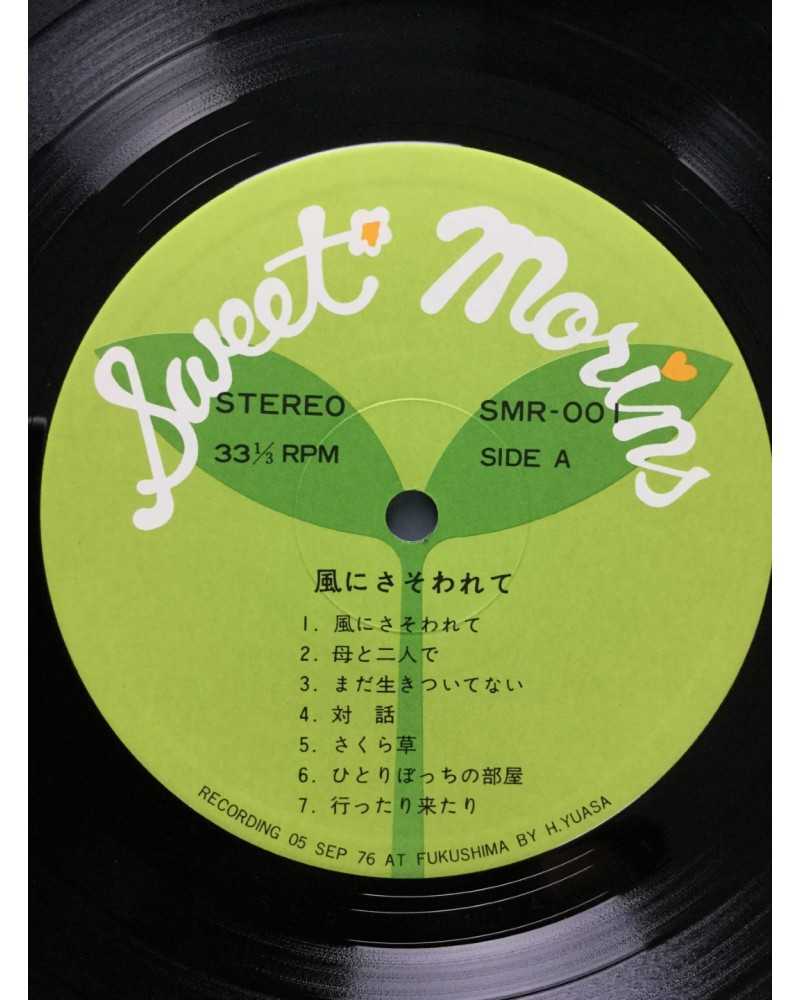 Sweet Morins
STEREO
33⅓ RPM
SMR-001
SIDE A
風にさそわれて
1. 風にさそわれて
2. 母と二人で
3. まだ生きついてない
4. 対 話
5. さくら草
6. ひとりぼっちの部屋
7. 行ったり来たり
RECORDING 05 SEP 76 AT FUKUSHIMA BY H.YUASA